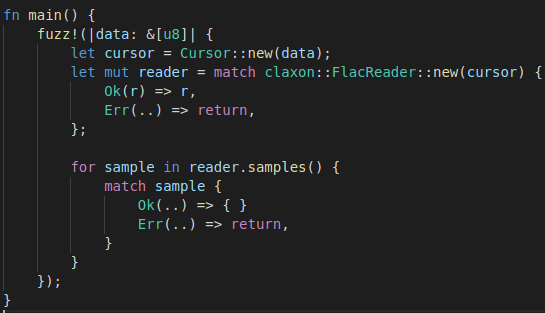 fn main() {
    fuzz!(|data: &[u8]| {
        let cursor = Cursor::new(data);
        let mut reader = match claxon::FlacReader::new(cursor) {
            Ok(r) => r,
            Err(..) => return,
        };

        for sample in reader.samples() {
            match sample {
                Ok(..) => { }
                Err(..) => return,
            }
        }
    });
}